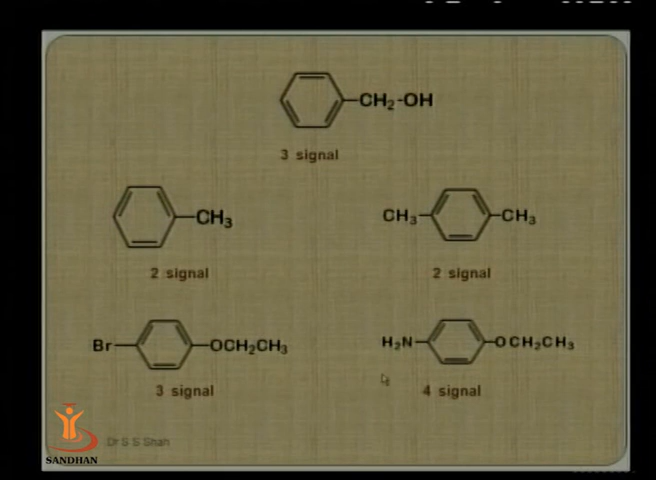 CH2-OH
3 signal
CH3
2 signal
CH3 CH3
2 signal
Br OCH2CH3
3 signal
H2N OCH2CH3
4 signal
Dr S S Shah
SANDHAN